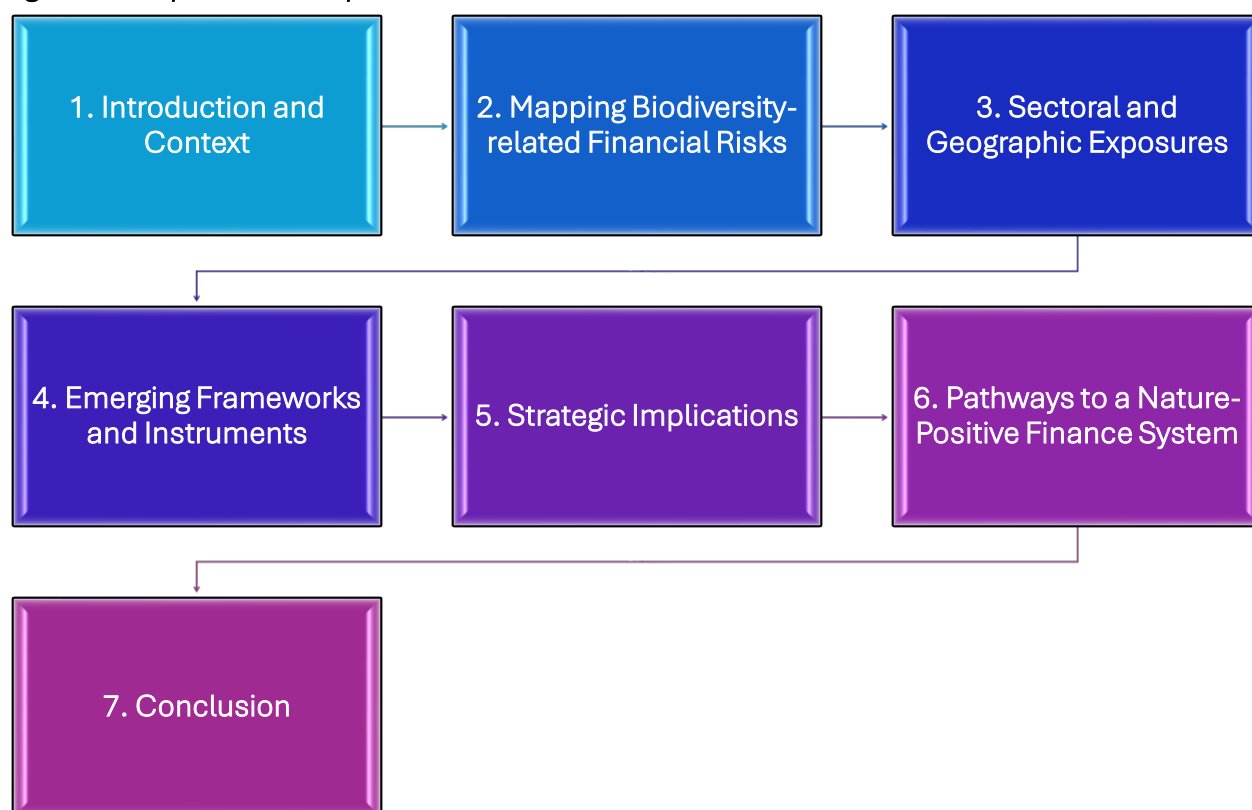 1. Introduction and
Context
2. Mapping Biodiversity-
related Financial Risks
3. Sectoral and
Geographic Exposures
4. Emerging Frameworks
and Instruments
5. Strategic Implications
6. Pathways to a Nature-
Positive Finance System
7. Conclusion